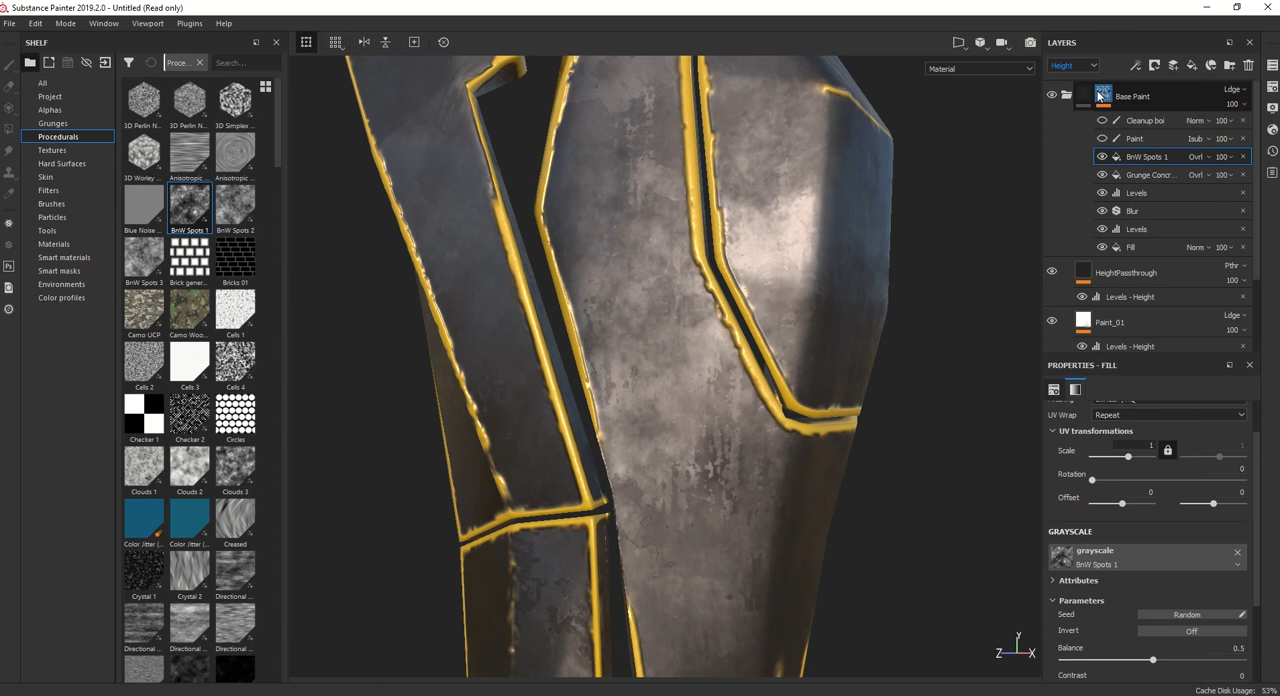 Substance Painter 2019.2.0 - Untitled (Read only)
File Edit Mode Window Viewport Plugins Help
SHELF
Proce... Search...
All
Project
Alphas
Grunges
Procedurals
Textures
Hard Surfaces
Skin
Filters
Brushes
Particles
Tools
Materials
Smart materials
Smart masks
Environments
Color profiles
3D Perlin N... 3D Perlin N... 3D Simplex ...
3D Worley ... Anisotropic ... Anisotropic ...
Blue Noise ... BnW Spots 1 BnW Spots 2
BnW Spots 3 Brick gener... Bricks 01
Camo UCP Camo Woo... Cells 1
Cells 2 Cells 3 Cells 4
Checker 1 Checker 2 Circles
Clouds 1 Clouds 2 Clouds 3
Color Jitter (... Color Jitter (... Creased
Crystal 1 Crystal 2 Directional ...
Directional ... Directional ... Directional ...
Material
Y
Z X
LAYERS
Height
Base Paint Ldge
100
Cleanup boi Norm 100
Paint Isub 100
BnW Spots 1 Ovrl 100
Grunge Concr... Ovrl 100
Levels
Blur
Levels
Fill Norm 100
HeightPassthrough Pthr
100
Levels - Height
Paint_01 Ldge
100
Levels - Height
PROPERTIES - FILL
UV Wrap Repeat
UV transformations
Scale 1 1
Rotation 0
Offset 0 0
GRAYSCALE
grayscale
BnW Spots 1
Attributes
Parameters
Seed Random
Invert Off
Balance 0.5
Contrast 0
Cache Disk Usage: 53%